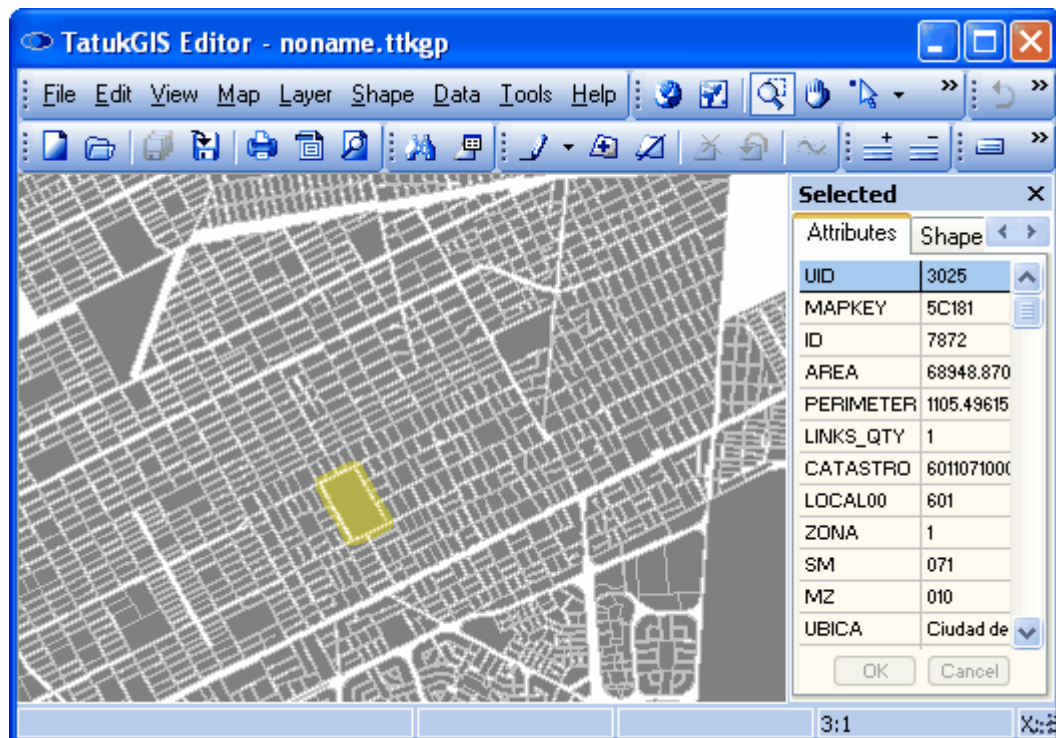 TatukGIS Editor - noname.ttkgp
File Edit View Map Layer Shape Data Tools Help
Selected
Attributes Shape
UID 3025
MAPKEY 5C181
ID 7872
AREA 68948.870
PERIMETER 1105.49615
LINKS_QTY 1
CATASTRO 6011071000
LOCAL00 601
ZONA 1
SM 071
MZ 010
UBICA Ciudad de
OK Cancel
3:1 X: